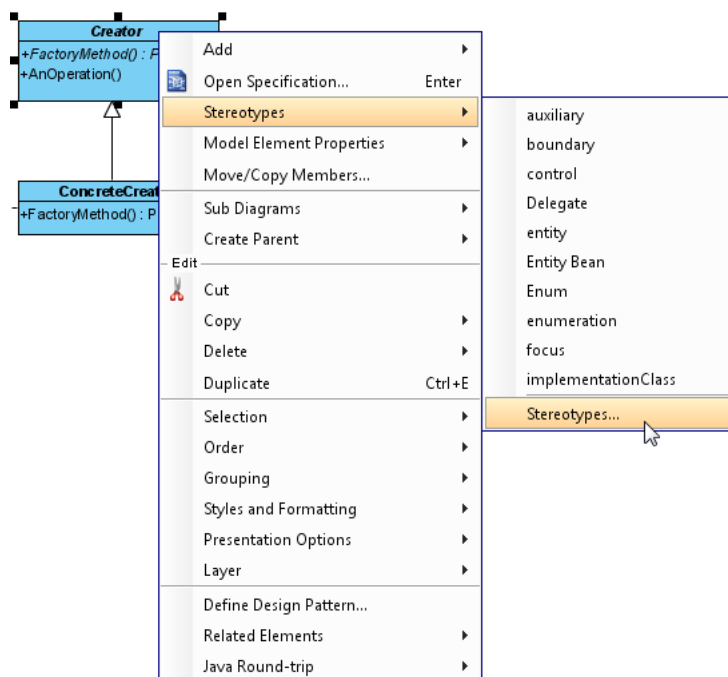 Creator
+FactoryMethod() : P
+AnOperation()
ConcreteCreat
+FactoryMethod() : P
Add
Open Specification... Enter
Stereotypes
Model Element Properties
Move/Copy Members...
Sub Diagrams
Create Parent
Edit
Cut
Copy
Delete
Duplicate Ctrl+E
Selection
Order
Grouping
Styles and Formatting
Presentation Options
Layer
Define Design Pattern...
Related Elements
Java Round-trip
auxiliary
boundary
control
Delegate
entity
Entity Bean
Enum
enumeration
focus
implementationClass
Stereotypes...